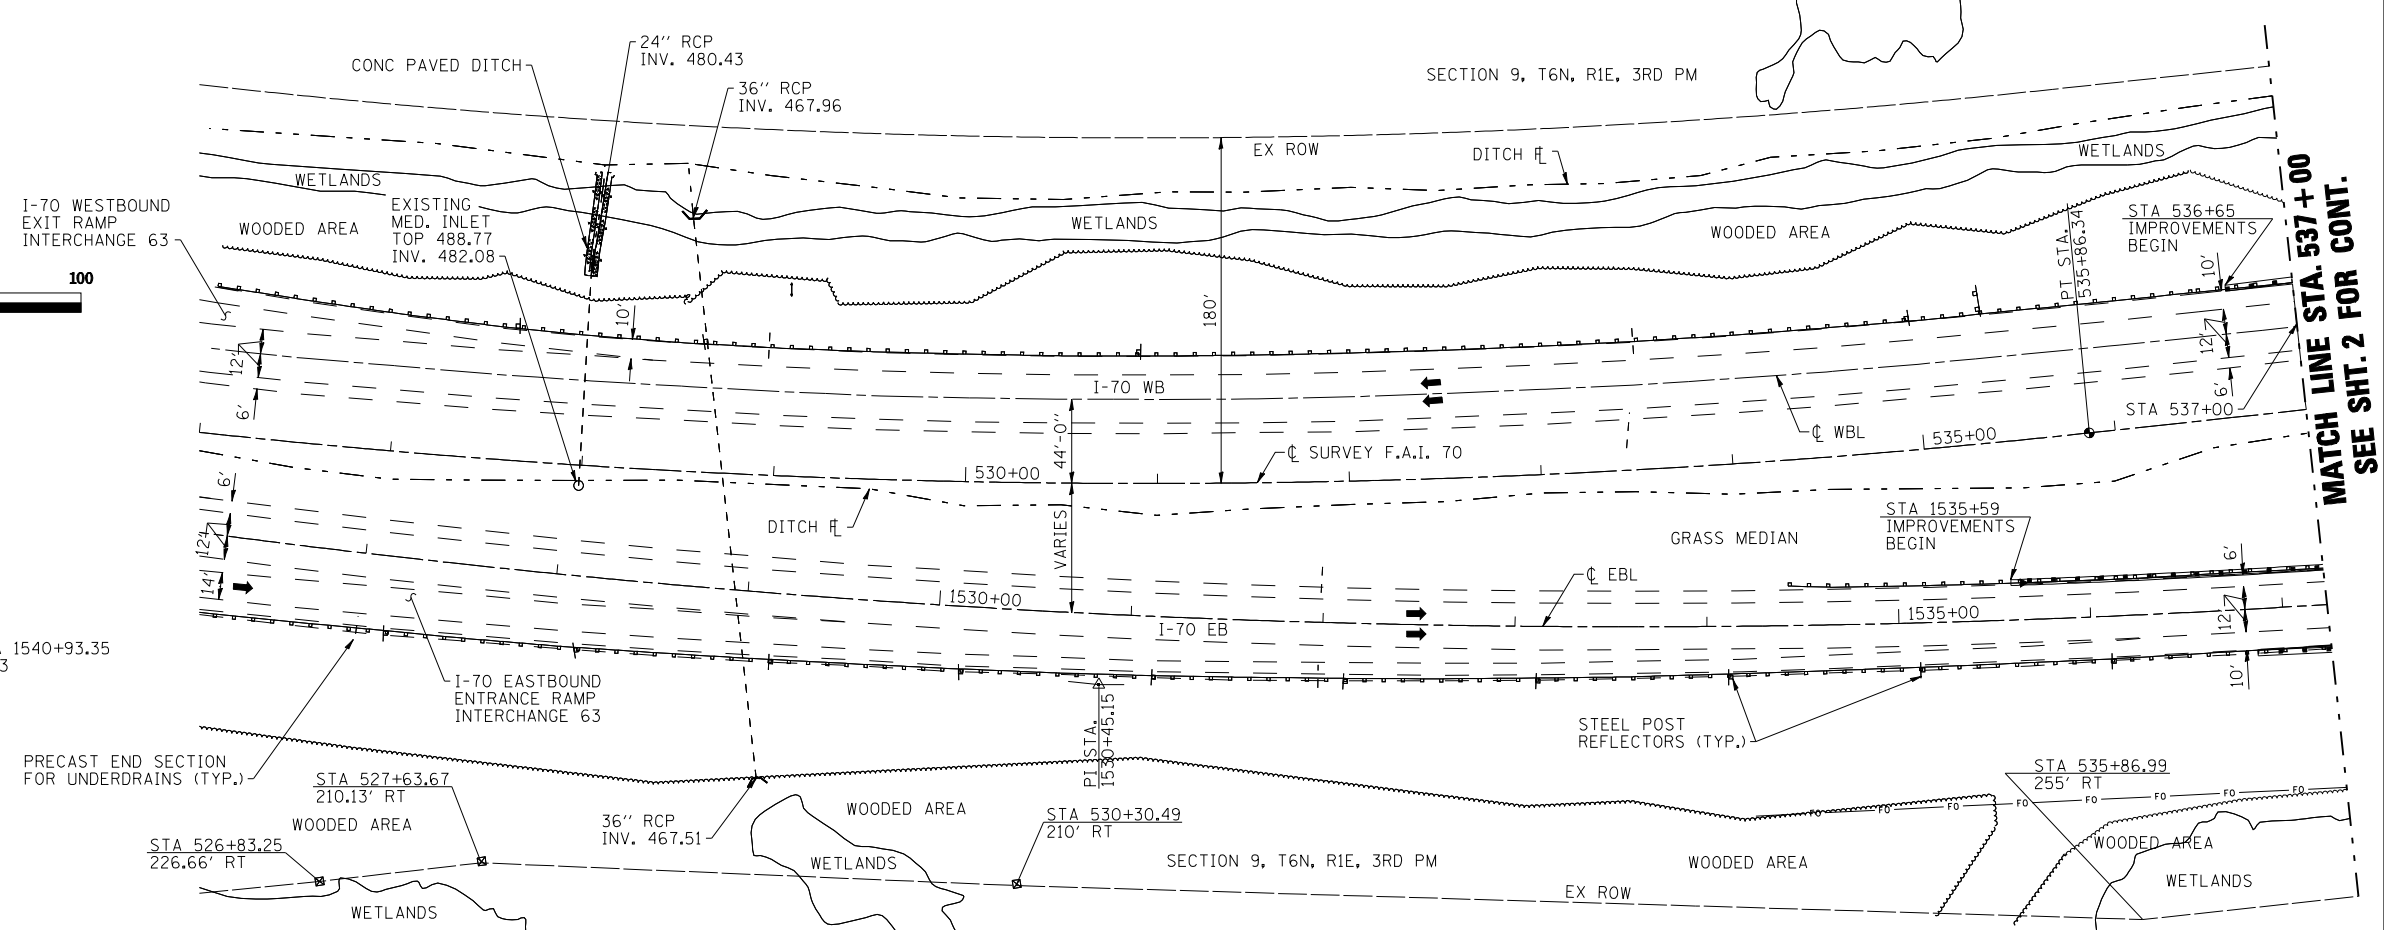 24'' RCP
INV. 480.43
CONC PAVED DITCH
36'' RCP
INV. 467.96
SECTION 9, T6N, R1E, 3RD PM
EX ROW
DITCH
WETLANDS
WETLANDS
I-70 WESTBOUND
EXIT RAMP
INTERCHANGE 63
WOODED AREA
EXISTING
MED. INLET
TOP 488.77
INV. 482.08
WETLANDS
WOODED AREA
PT STA.
535+86.34
STA 536+65
IMPROVEMENTS
BEGIN
10'
MATCH LINE STA. 537+00
SEE SHT. 2 FOR CONT.
100
10'
180'
12'
6'
I-70 WB
12'
6'
STA 537+00
℄ WBL
535+00
44'-0''
℄ SURVEY F.A.I. 70
530+00
6'
12'
14'
DITCH
VARIES
GRASS MEDIAN
STA 1535+59
IMPROVEMENTS
BEGIN
6'
℄ EBL
1530+00
1535+00
I-70 EB
12'
10'
1540+93.35
3
I-70 EASTBOUND
ENTRANCE RAMP
INTERCHANGE 63
PI STA.
1530+45.15
STEEL POST
REFLECTORS (TYP.)
PRECAST END SECTION
FOR UNDERDRAINS (TYP.)
STA 527+63.67
210.13' RT
WOODED AREA
STA 526+83.25
226.66' RT
WETLANDS
36'' RCP
INV. 467.51
WOODED AREA
WETLANDS
STA 530+30.49
210' RT
SECTION 9, T6N, R1E, 3RD PM
EX ROW
WOODED AREA
STA 535+86.99
255' RT
FO FO FO FO FO FO FO FO
WOODED AREA
WETLANDS